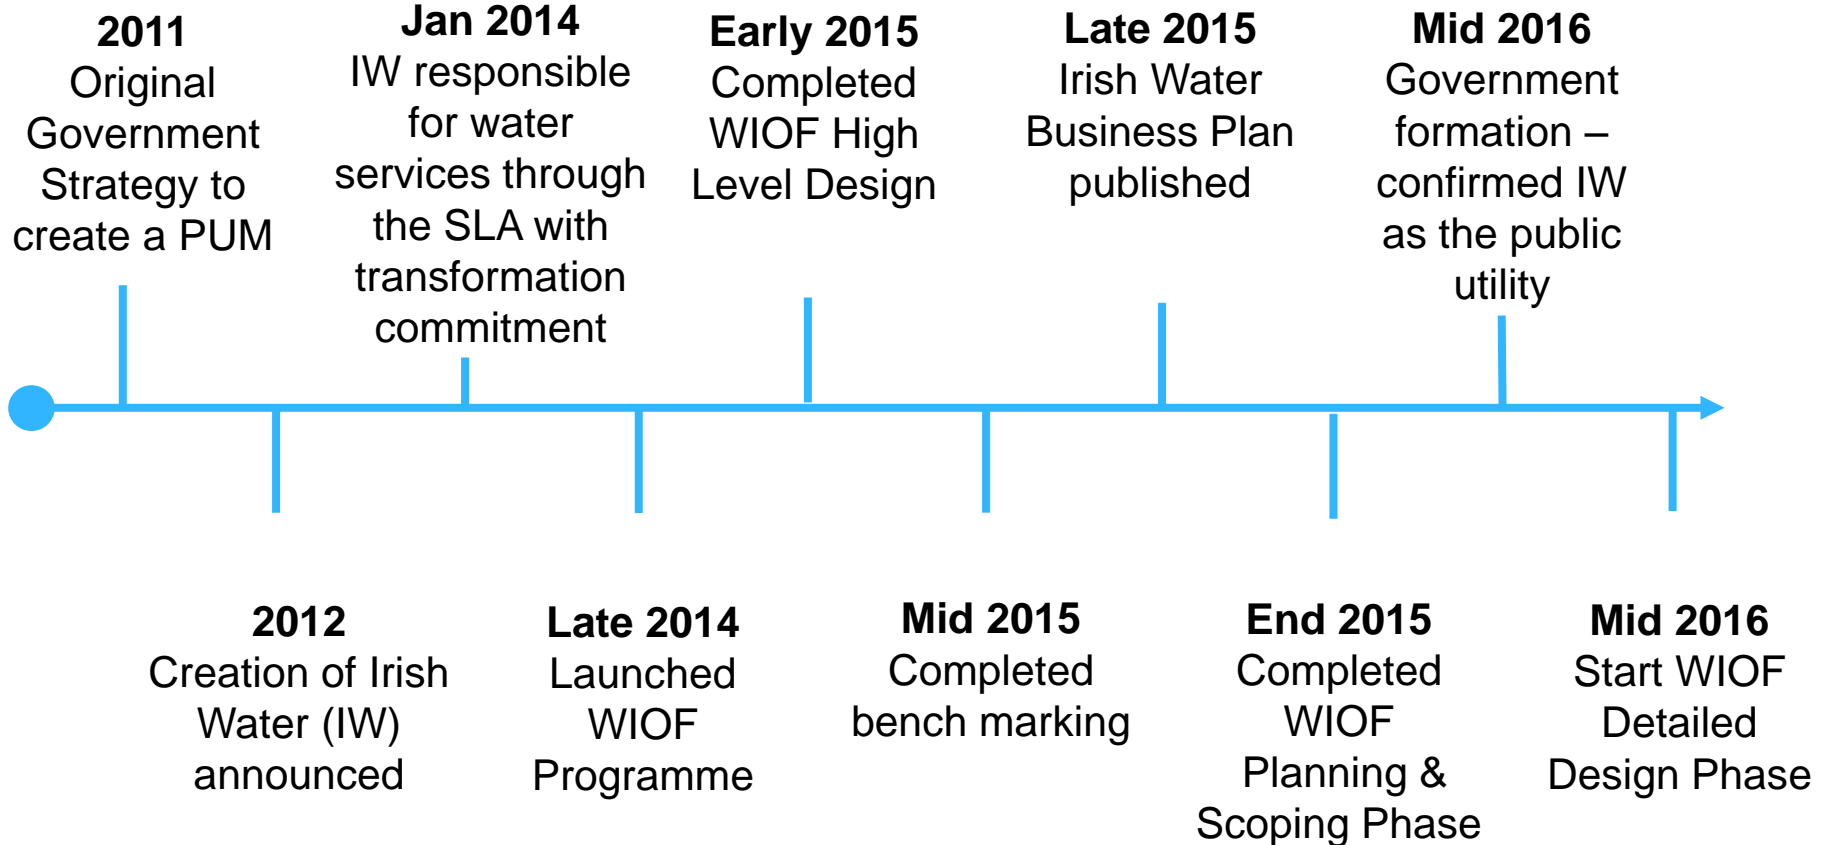 2011
Original
Government
Strategy to
create a PUM
Jan 2014
IW responsible
for water
services through
the SLA with
transformation
commitment
Early 2015
Completed
WIOF High
Level Design
Late 2015
Irish Water
Business Plan
published
Mid 2016
Government
formation –
confirmed IW
as the public
utility
2012
Creation of Irish
Water (IW)
announced
Late 2014
Launched
WIOF
Programme
Mid 2015
Completed
bench marking
End 2015
Completed
WIOF
Planning &
Scoping Phase
Mid 2016
Start WIOF
Detailed
Design Phase